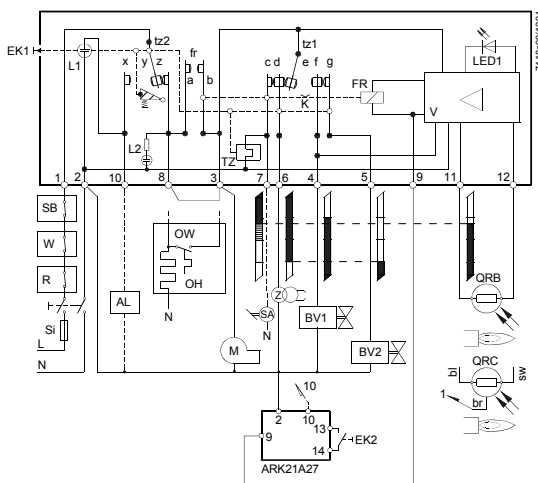 EK1
L1
tz2
x
y
z
fr
a
b
tz1
c
d
e
f
g
K
FR
LED1
V
L2
TZ
1
2
10
8
3
7
6
4
5
9
11
12
SB
W
R
Si
L
N
AL
OW
OH
N
M
Z
SA
N
BV1
BV2
QRB
QRC
bl
sw
br
1
10
2
10
9
13
14
EK2
ARK21A27